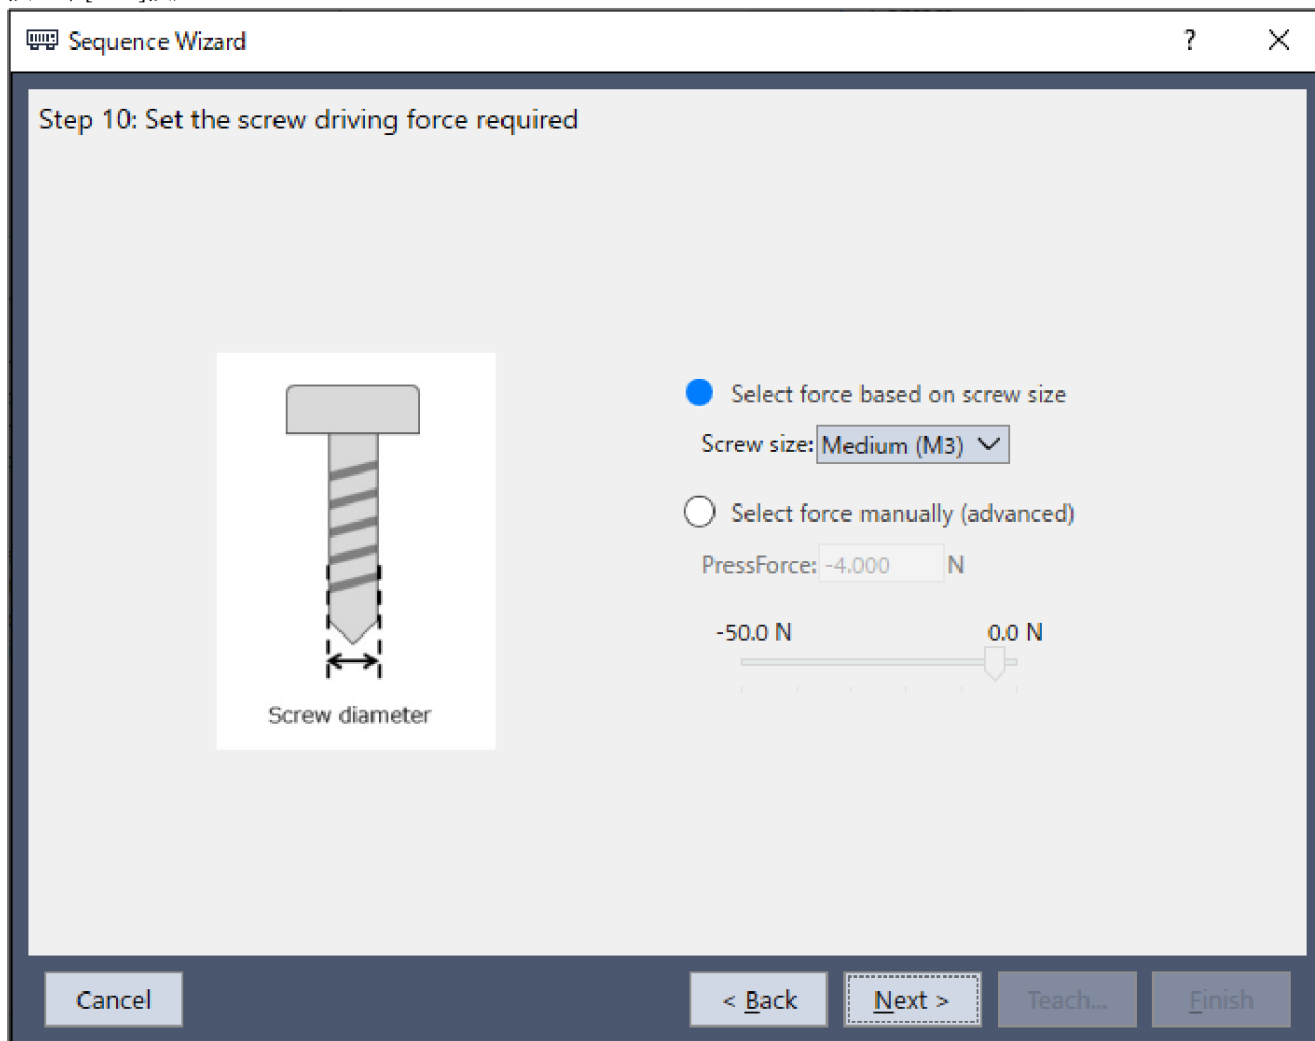 Sequence Wizard
?
Step 10: Set the screw driving force required
Select force based on screw size
Screw size: Medium (M3)
Select force manually (advanced)
PressForce: -4.000 N
-50.0 N 0.0 N
Screw diameter
Cancel
< Back
Next >
Teach...
Finish